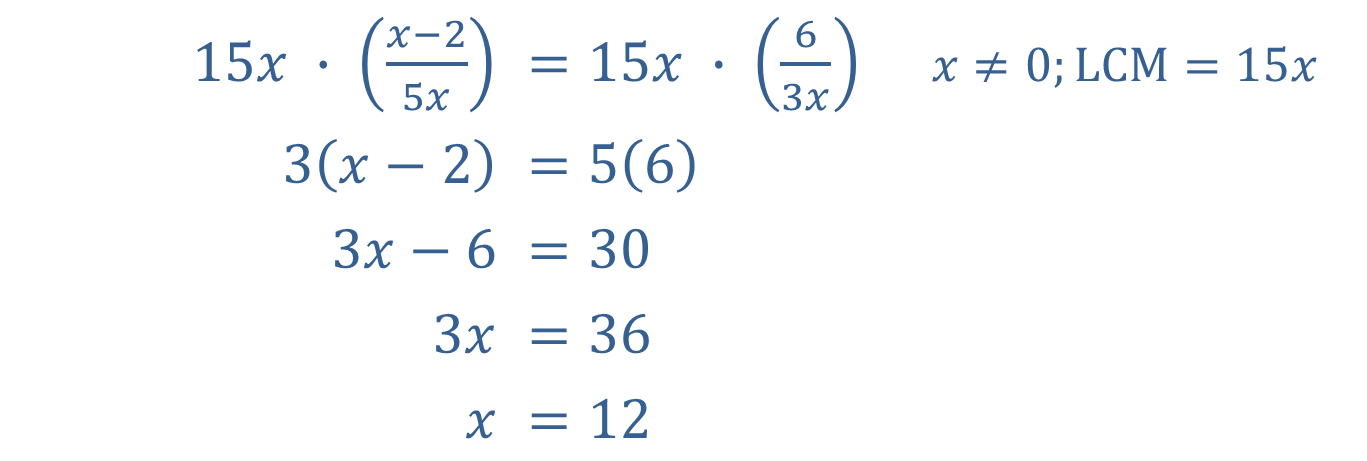 15x · (x−2/5x) = 15x · (6/3x) x ≠ 0; LCM = 15x
3(x − 2) = 5(6)
3x − 6 = 30
3x = 36
x = 12